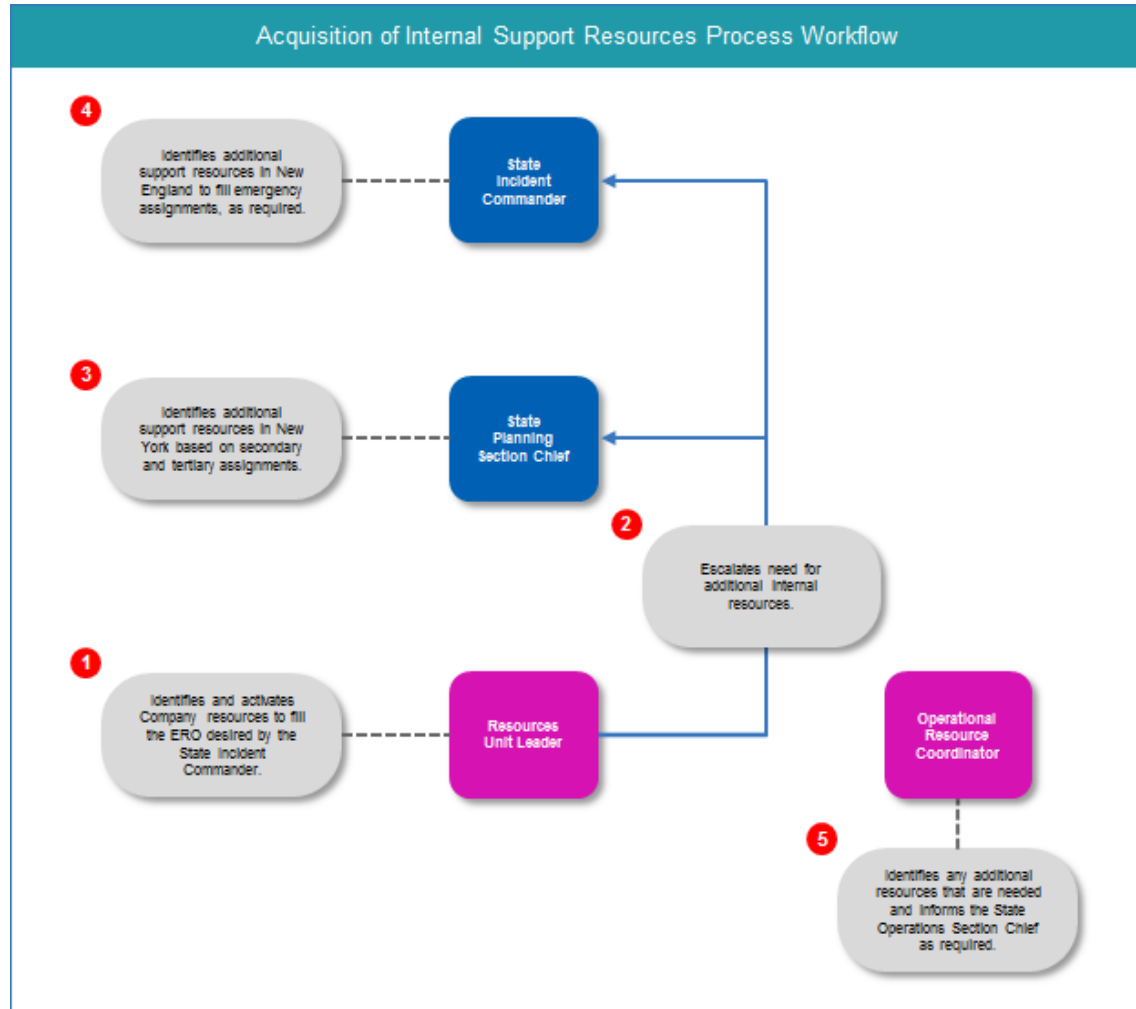 Acquisition of Internal Support Resources Process Workflow
4
Identifies additional
support resources in New
England to fill emergency
assignments, as required.
State
Incident
Commander
3
Identifies additional
support resources in New
York based on secondary
and tertiary assignments.
State
Planning
Section Chief
2
Escalates need for
additional internal
resources.
1
Identifies and activates
Company resources to fill
the ERO desired by the
State Incident
Commander.
Resources
Unit Leader
Operational
Resource
Coordinator
5
Identifies any additional
resources that are needed
and informs the State
Operations Section Chief
as required.